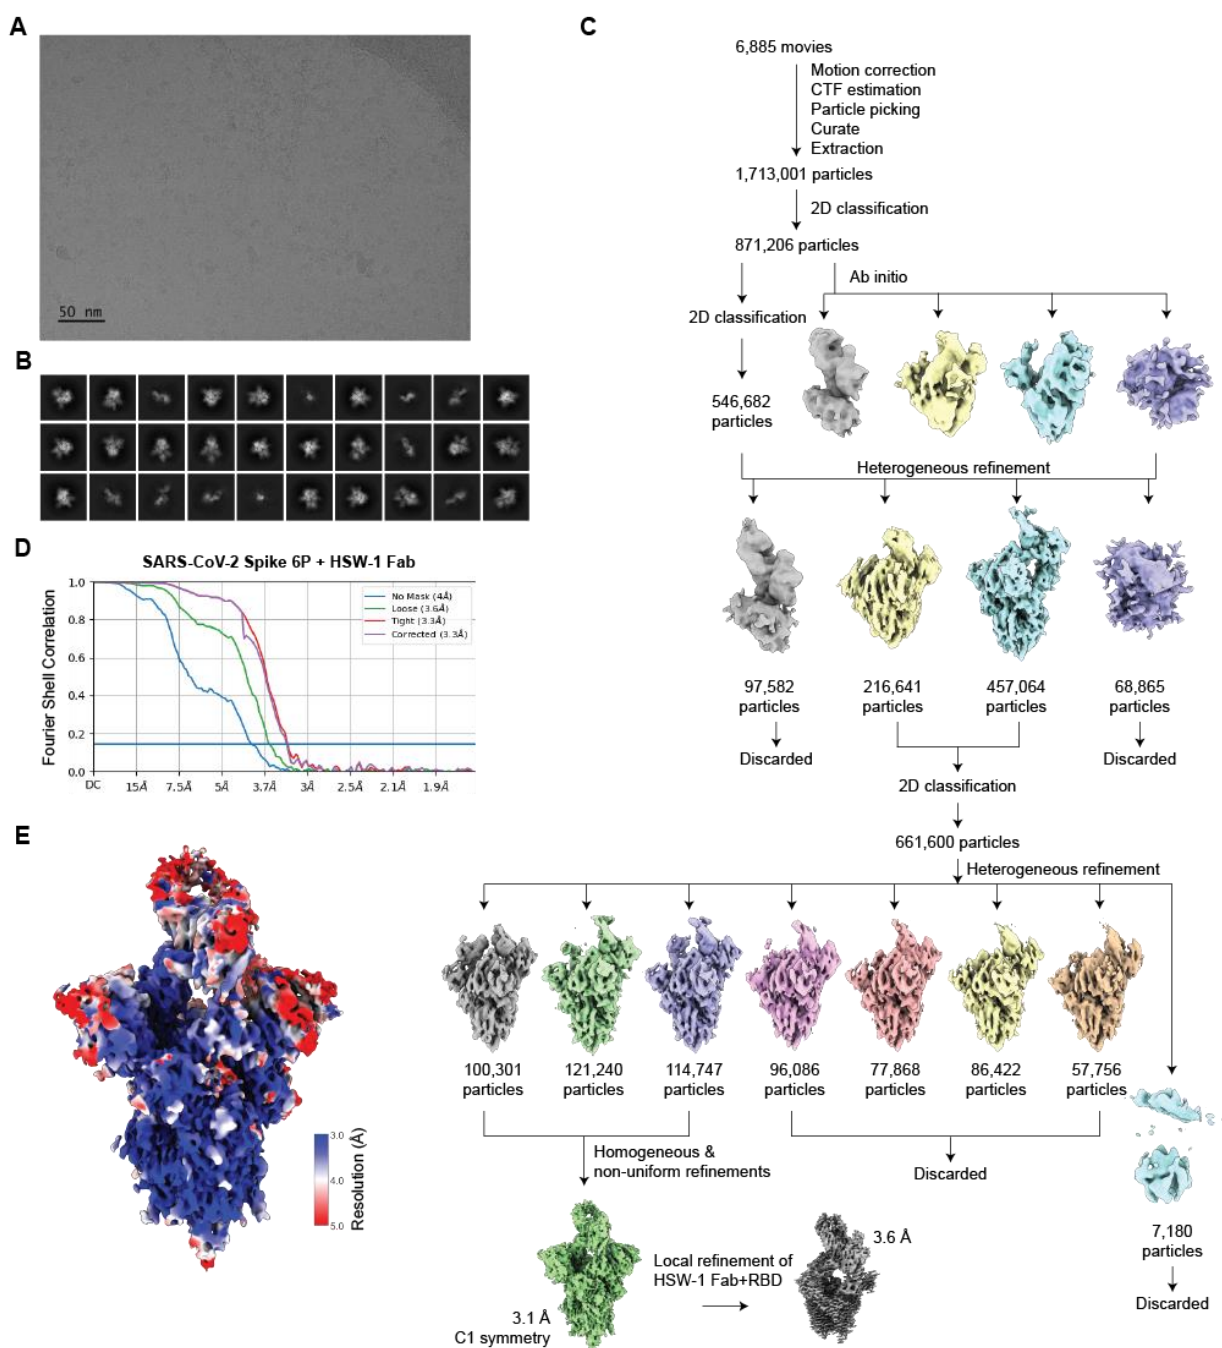 A
50 nm
B
C
6,885 movies
Motion correction
CTF estimation
Particle picking
Curate
Extraction
1,713,001 particles
2D classification
871,206 particles
Ab initio
2D classification
546,682
particles
Heterogeneous refinement
97,582
particles
216,641
particles
457,064
particles
68,865
particles
Discarded
Discarded
2D classification
661,600 particles
Heterogeneous refinement
100,301
particles
121,240
particles
114,747
particles
96,086
particles
77,868
particles
86,422
particles
57,756
particles
Homogeneous &
non-uniform refinements
Discarded
7,180
particles
Discarded
3.1 Å
C1 symmetry
Local refinement of
HSW-1 Fab+RBD
3.6 Å
D
SARS-CoV-2 Spike 6P + HSW-1 Fab
Fourier Shell Correlation
1.0
0.8
0.6
0.4
0.2
0.0
DC 15Å 7.5Å 5Å 3.7Å 3Å 2.5Å 2.1Å 1.9Å
No Mask (4Å)
Loose (3.6Å)
Tight (3.3Å)
Corrected (3.3Å)
E
3.0
4.0
5.0
Resolution (Å)